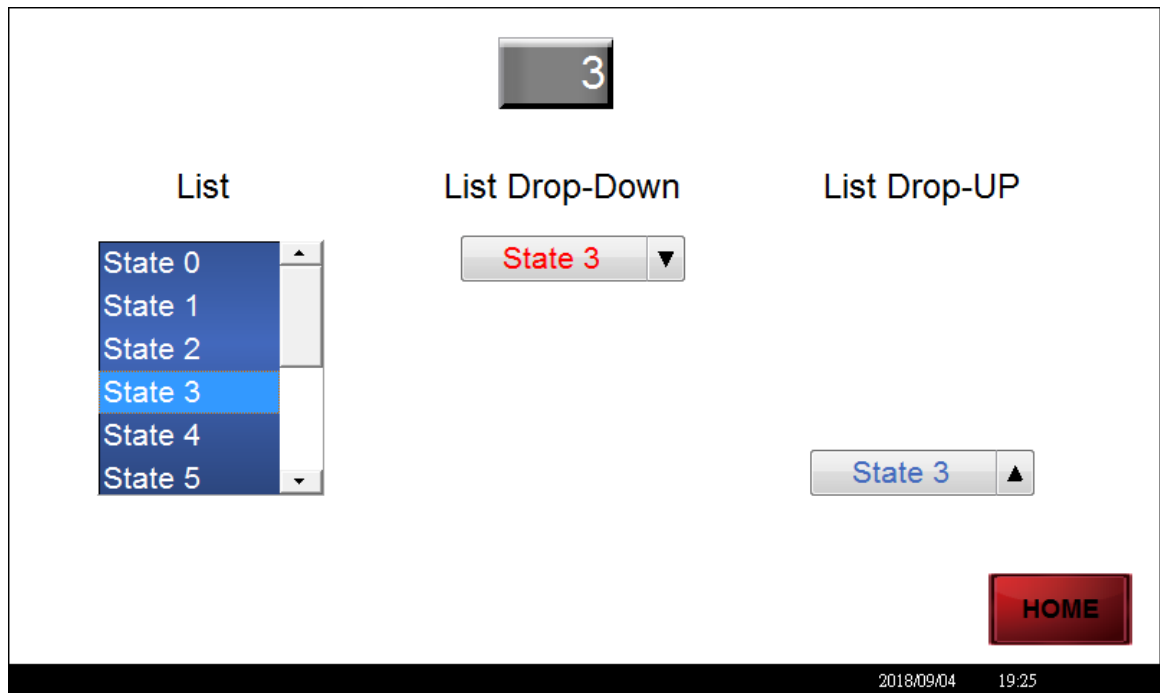 3
List
List Drop-Down
List Drop-UP
State 0
State 1
State 2
State 3
State 4
State 5
State 3
State 3
HOME
2018/09/04 19:25